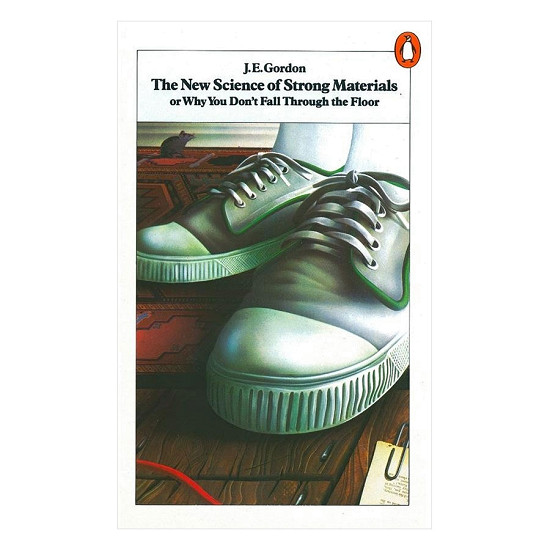 J.E.Gordon
The New Science of Strong Materials
or Why You Don't Fall Through the Floor